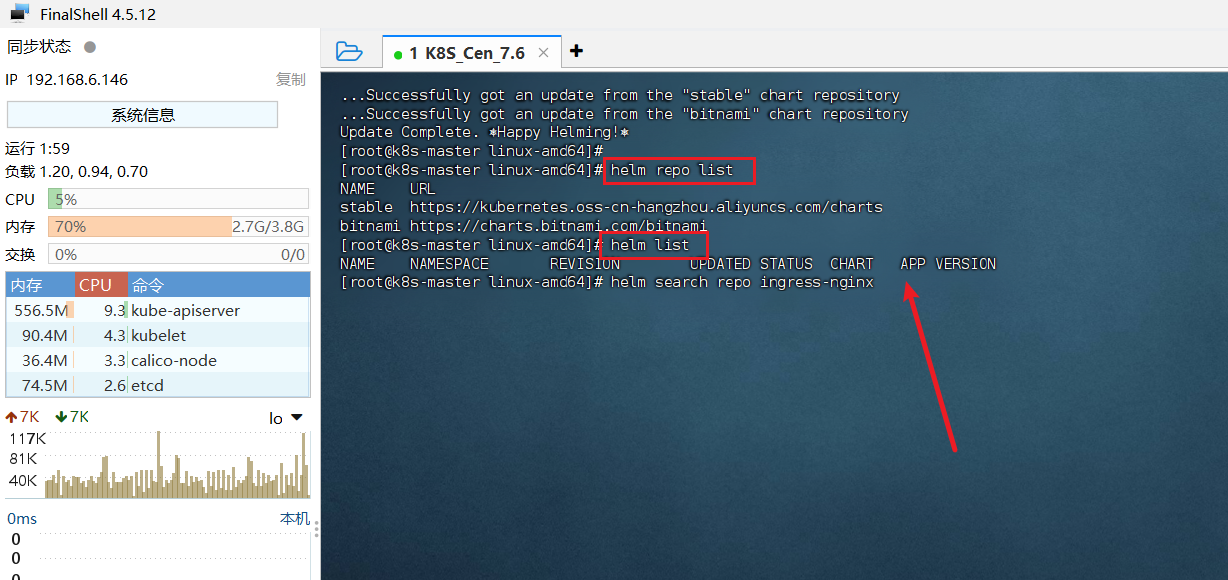 FinalShell 4.5.12
同步状态
IP 192.168.6.146 复制
系统信息
运行 1:59
负载 1.20, 0.94, 0.70
CPU 5%
内存 70% 2.7G/3.8G
交换 0% 0/0
内存 CPU 命令
556.5M 9.3 kube-apiserver
90.4M 4.3 kubelet
36.4M 3.3 calico-node
74.5M 2.6 etcd
7K 7K lo
117K
81K
40K
0ms 本机
0
0
0
1 K8S_Cen_7.6
...Successfully got an update from the "stable" chart repository
...Successfully got an update from the "bitnami" chart repository
Update Complete. *Happy Helming!*
[root@k8s-master linux-amd64]#
[root@k8s-master linux-amd64]# helm repo list
NAME URL
stable https://kubernetes.oss-cn-hangzhou.aliyuncs.com/charts
bitnami https://charts.bitnami.com/bitnami
[root@k8s-master linux-amd64]# helm list
NAME NAMESPACE REVISION UPDATED STATUS CHART APP VERSION
[root@k8s-master linux-amd64]# helm search repo ingress-nginx